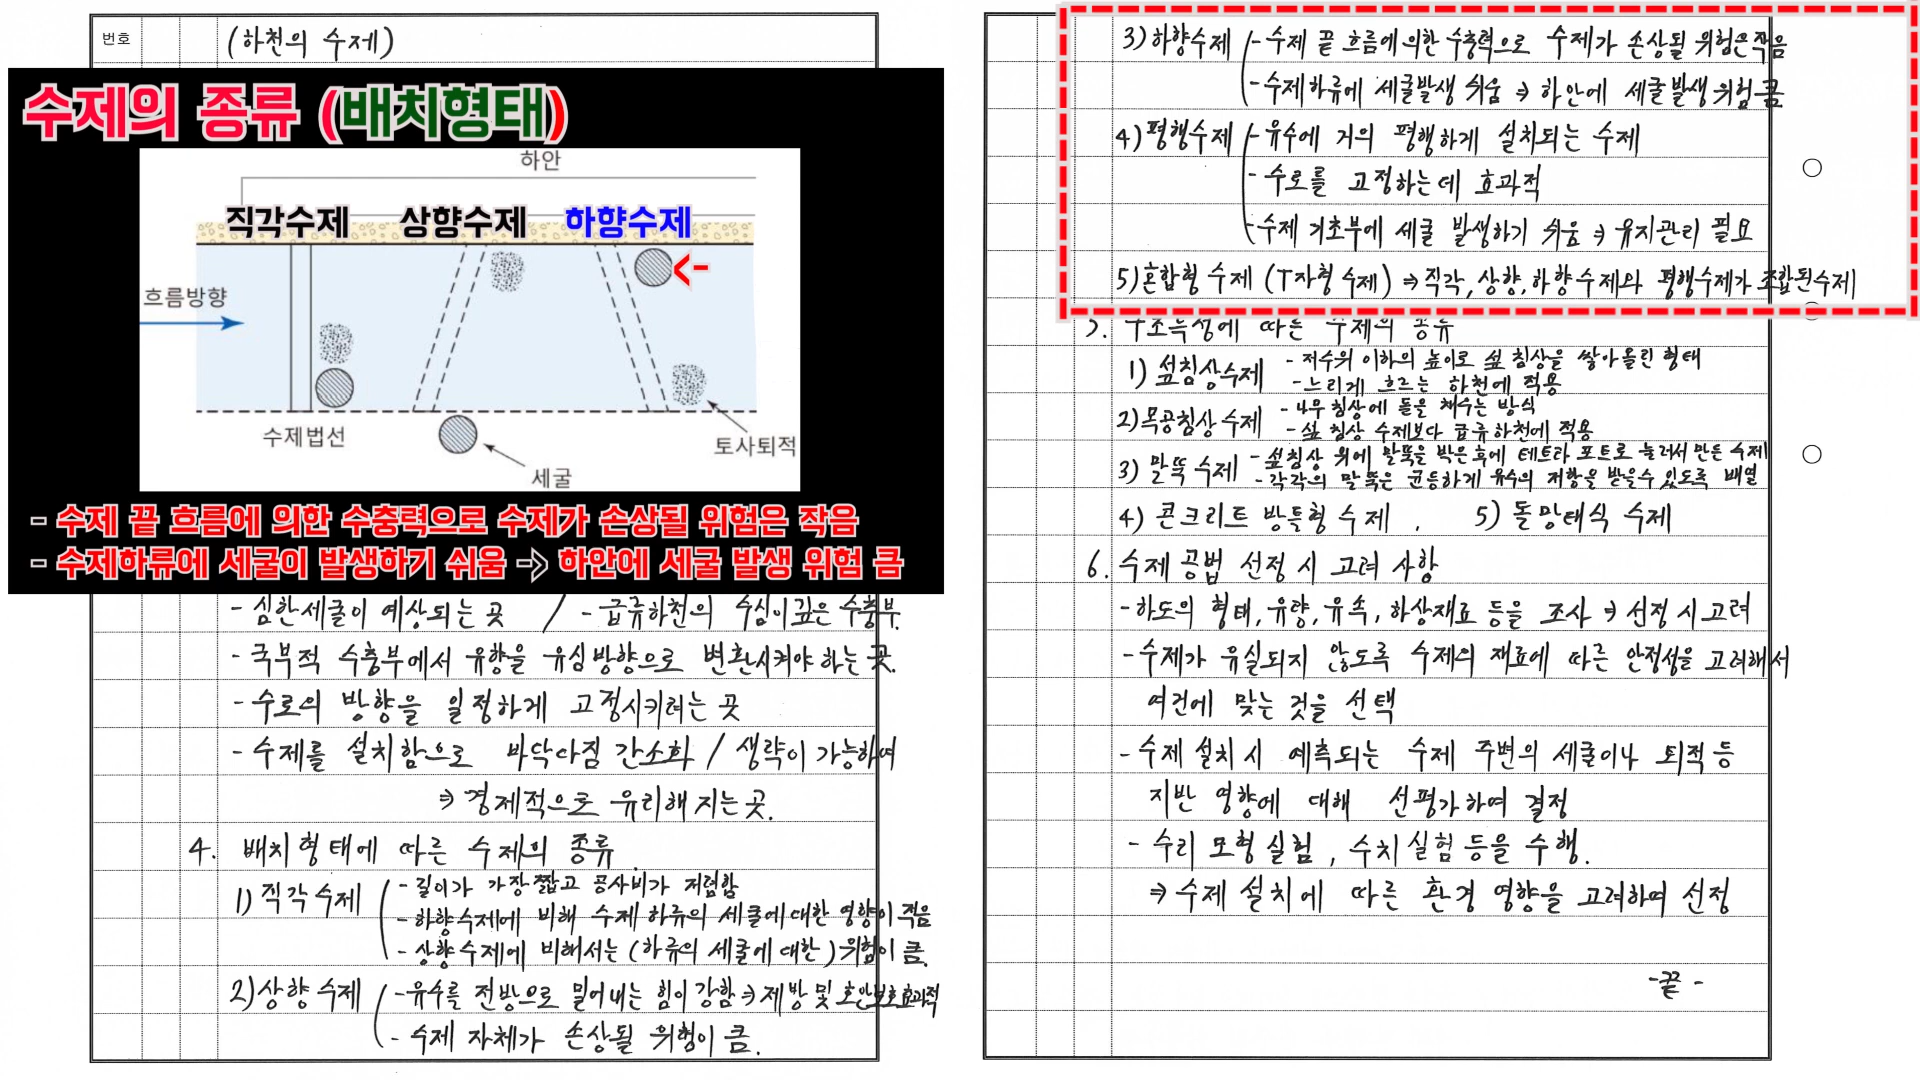 번호
(하천의 수제)
수제의 종류 (배치형태)
하안
직각수제 상향수제 하향수제
<-
흐름방향
수제법선
토사퇴적
세굴
- 수제 끝 흐름에 의한 수충력으로 수제가 손상될 위험은 작음
- 수제하류에 세굴이 발생하기 쉬움 -> 하안에 세굴 발생 위험 큼
- 심한세굴이 예상되는 곳 / - 급류하천의 수심이깊은 수충부.
- 국부적 수충부에서 유향을 유심방향으로 변환시켜야 하는 곳.
- 수로의 방향을 일정하게 고정시키려는 곳
- 수제를 설치함으로 바닥다짐 간소화 / 생략이 가능하여
⇒ 경제적으로 유리해지는 곳.
4. 배치형태에 따른 수제의 종류
1) 직각수제 - 길이가 가장 짧고 공사비가 저렴함
- 하향수제에 비해 수제 하류의 세굴에 대한 영향이 적음
- 상향수제에 비해서는 (하류의 세굴에 대한) 위험이 큼.
2) 상향수제 - 유수를 전방으로 밀어내는 힘이 강함 ⇒ 제방 및 호안보호효과적
- 수제 자체가 손상될 위험이 큼.
3) 하향수제 - 수제 끝 흐름에 의한 수충력으로 수제가 손상될 위험은작음
- 수제하류에 세굴발생 쉬움 ⇒ 하안에 세굴발생위험 큼
4) 평행수제 - 유수에 거의 평행하게 설치되는 수제
- 수로를 고정하는데 효과적
- 수제 기초부에 세굴 발생하기 쉬움 ⇒ 유지관리 필요
5) 혼합형 수제 (T자형 수제) ⇒ 직각, 상향, 하향수제와 평행수제가 조합된수제
5. 구조특성에 따른 수제의 종류
1) 섶침상수제 - 저수위 이하의 높이로 섶 침상을 쌓아올린 형태
- 느리게 흐르는 하천에 적용
2) 목공침상수제 - 나무 침상에 돌을 채우는 방식
- 섶 침상 수제보다 급류하천에 적용
3) 말뚝수제 - 섶침상 위에 말뚝을 박은후에 테트라 포트로 눌러서 만든 수제
- 각각의 말뚝은 균등하게 유수의 저항을 받을수 있도록 배열
4) 콘크리트 방틀형 수제 , 5) 돌망태식 수제
6. 수제 공법 선정 시 고려 사항
- 하도의 형태, 유량, 유속, 하상재료 등을 조사 ⇒ 선정 시 고려
- 수제가 유실되지 않도록 수제의 재료에 따른 안정성을 고려해서
여건에 맞는 것을 선택
- 수제 설치 시 예측되는 수제 주변의 세굴이나 퇴적 등
지반 영향에 대해 선평가하여 결정
- 수리 모형실험, 수치실험 등을 수행.
⇒ 수제 설치에 따른 환경 영향을 고려하여 선정
-끝-